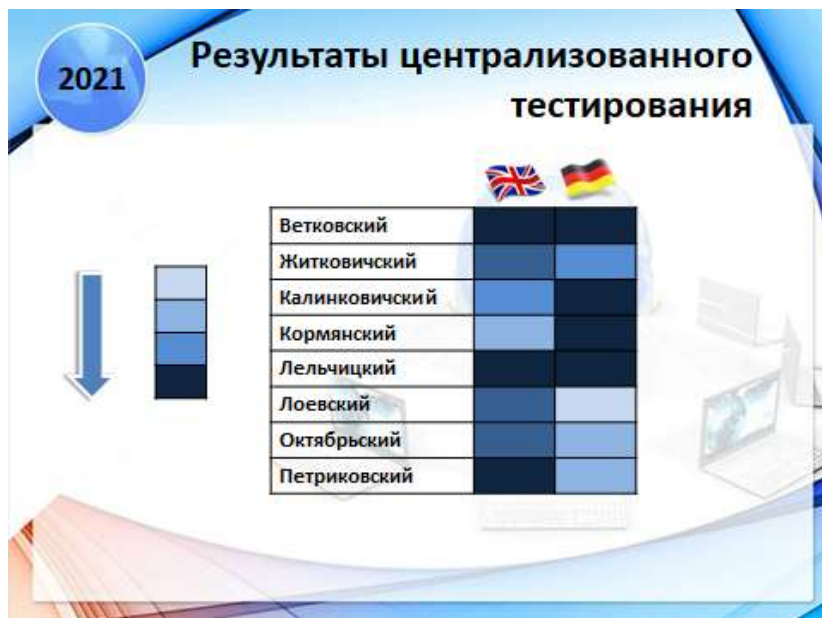 2021
Результаты централизованного
тестирования
Ветковский
Житковичский
Калинковичский
Кормянский
Лельчицкий
Лоевский
Октябрьский
Петриковский